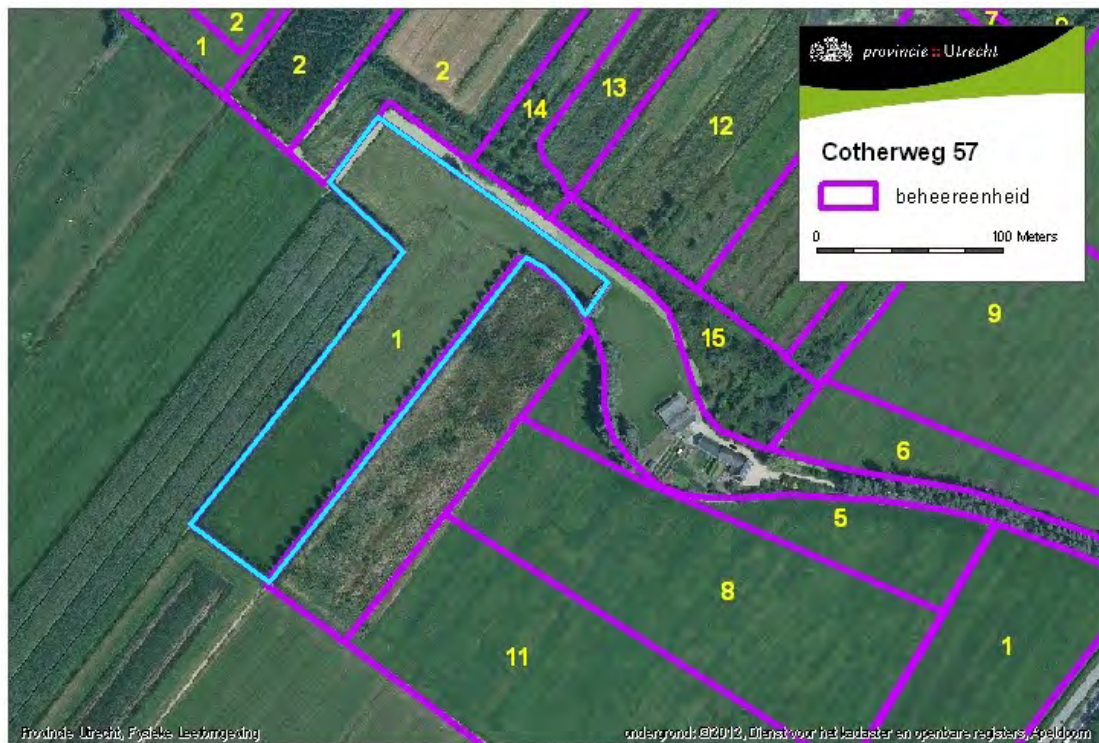 2
1
2
2
7
14
13
12
provincie :: Utrecht
Cotherweg 57
beheereenheid
0 100 Meters
9
1
15
6
5
8
11
1
Provincie Utrecht, Fysieke Leefomgeving
ondergrond: ©2012, Dienst voor het kadaster en openbare registers, Apeldoorn